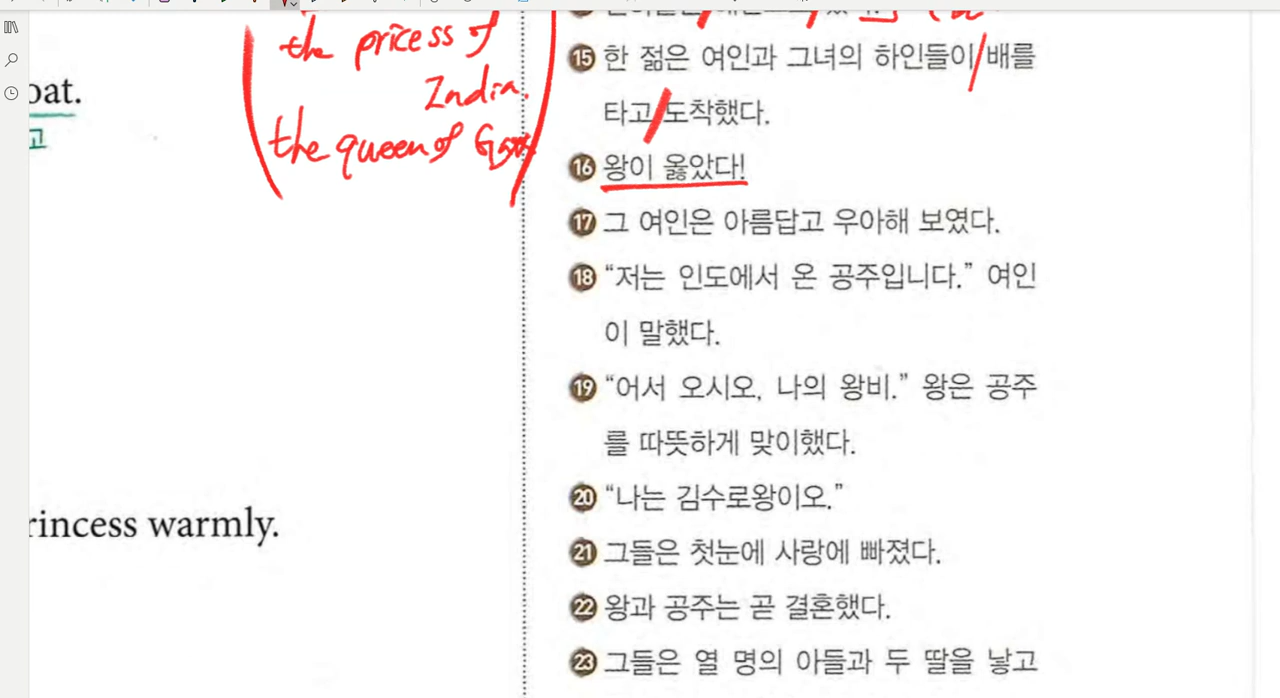 the pricess of
India.
the queen of
oat.
고
rincess warmly.
15 한 젊은 여인과 그녀의 하인들이 배를
타고 도착했다.
16 왕이 옳았다!
17 그 여인은 아름답고 우아해 보였다.
18 “저는 인도에서 온 공주입니다.” 여인
이 말했다.
19 “어서 오시오, 나의 왕비.” 왕은 공주
를 따뜻하게 맞이했다.
20 “나는 김수로왕이오.”
21 그들은 첫눈에 사랑에 빠졌다.
22 왕과 공주는 곧 결혼했다.
23 그들은 열 명의 아들과 두 딸을 낳고